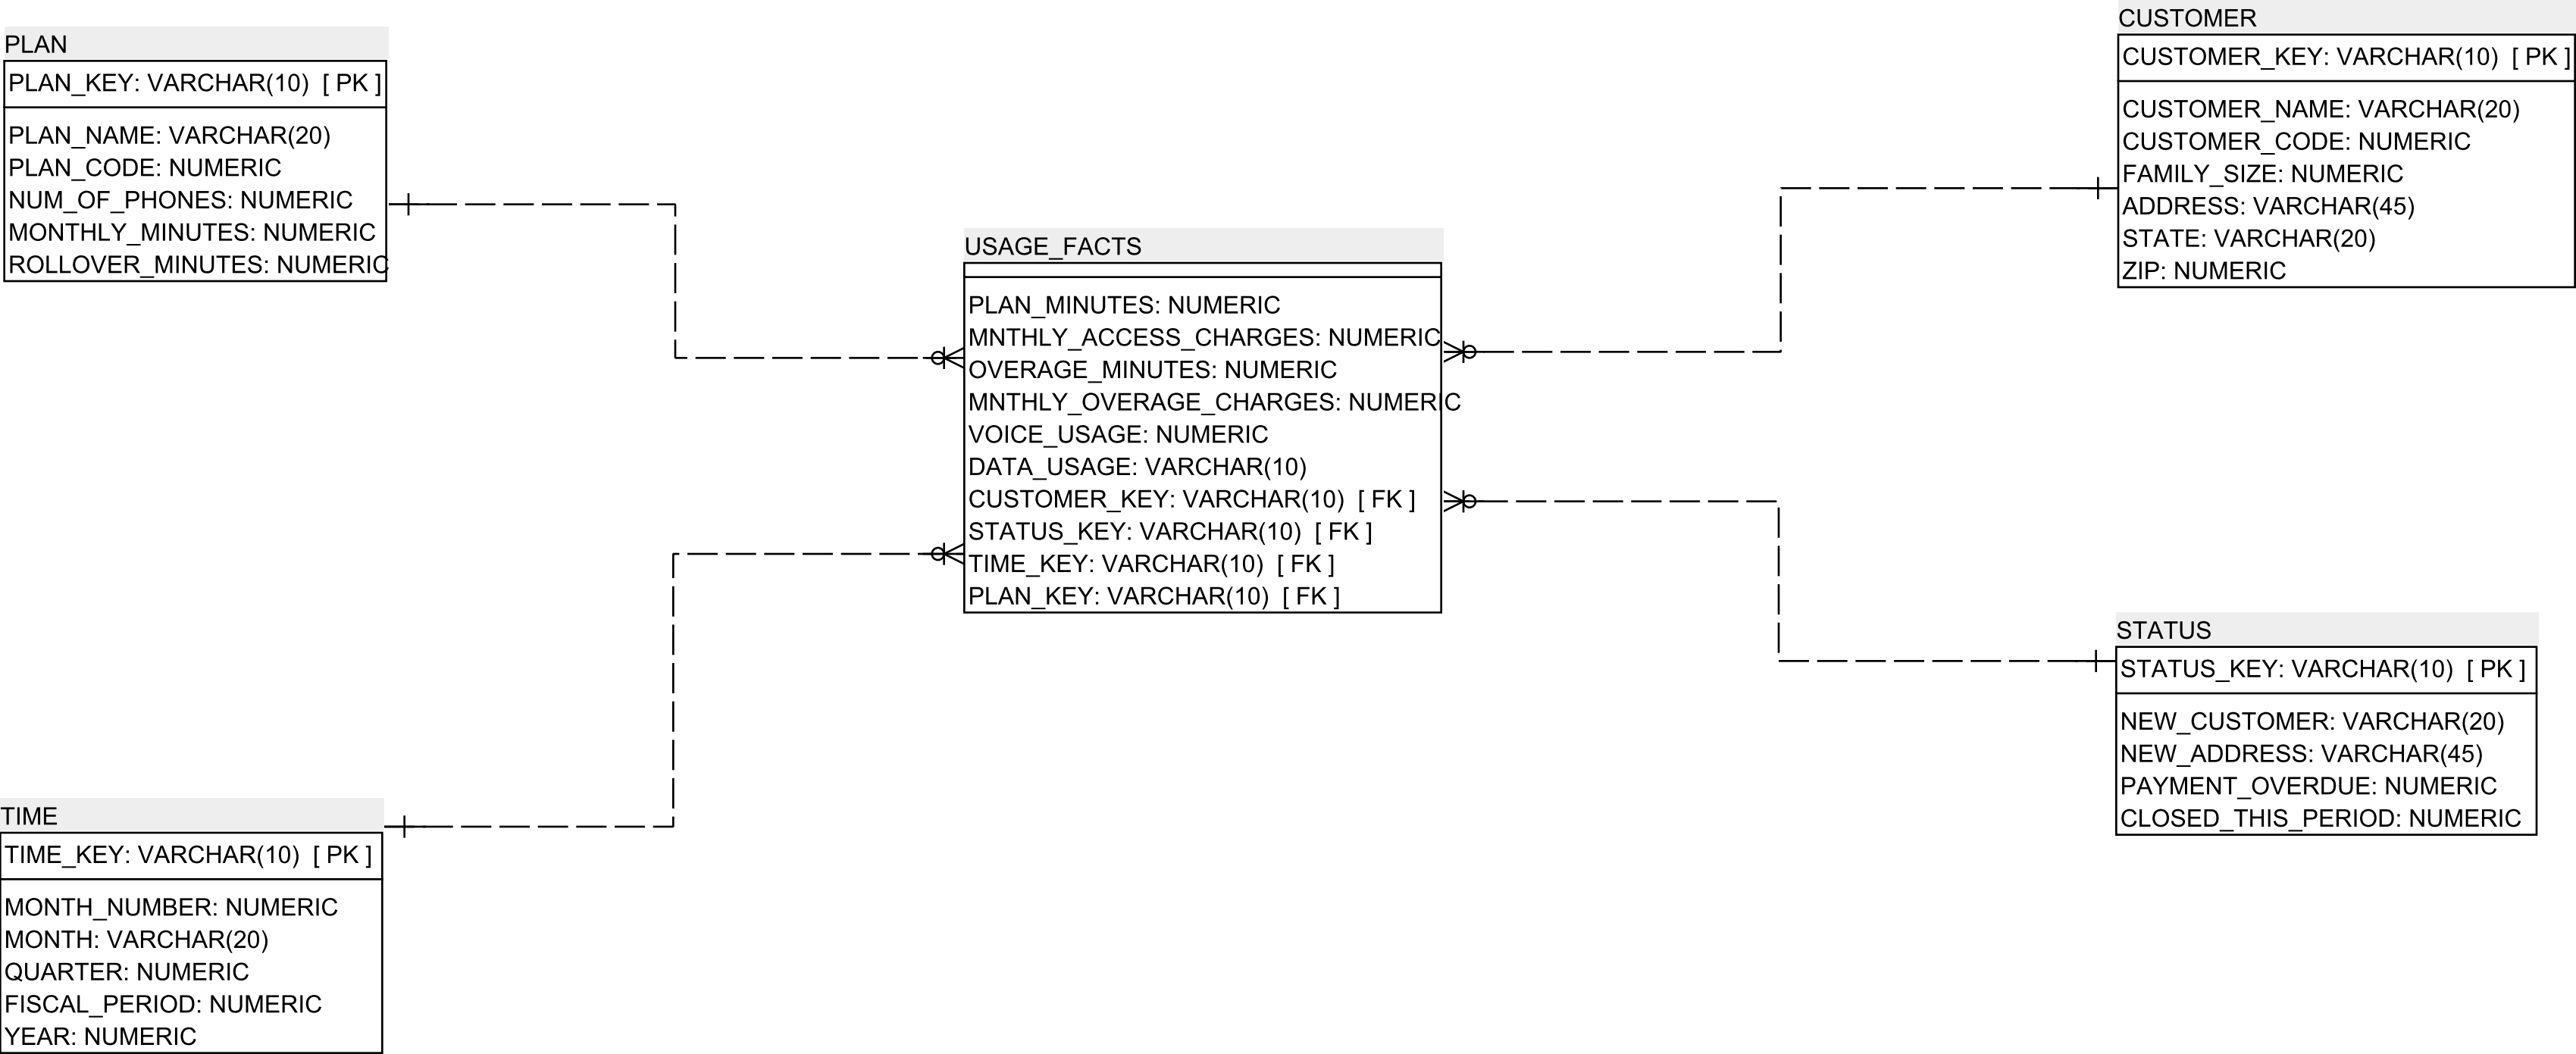 PLAN
PLAN_KEY: VARCHAR(10)  [ PK ]
PLAN_NAME: VARCHAR(20)
PLAN_CODE: NUMERIC
NUM_OF_PHONES: NUMERIC
MONTHLY_MINUTES: NUMERIC
ROLLOVER_MINUTES: NUMERIC
CUSTOMER
CUSTOMER_KEY: VARCHAR(10)  [ PK ]
CUSTOMER_NAME: VARCHAR(20)
CUSTOMER_CODE: NUMERIC
FAMILY_SIZE: NUMERIC
ADDRESS: VARCHAR(45)
STATE: VARCHAR(20)
ZIP: NUMERIC
USAGE_FACTS
PLAN_MINUTES: NUMERIC
MNTHLY_ACCESS_CHARGES: NUMERIC
OVERAGE_MINUTES: NUMERIC
MNTHLY_OVERAGE_CHARGES: NUMERIC
VOICE_USAGE: NUMERIC
DATA_USAGE: VARCHAR(10)
CUSTOMER_KEY: VARCHAR(10)  [ FK ]
STATUS_KEY: VARCHAR(10)  [ FK ]
TIME_KEY: VARCHAR(10)  [ FK ]
PLAN_KEY: VARCHAR(10)  [ FK ]
STATUS
STATUS_KEY: VARCHAR(10)  [ PK ]
NEW_CUSTOMER: VARCHAR(20)
NEW_ADDRESS: VARCHAR(45)
PAYMENT_OVERDUE: NUMERIC
CLOSED_THIS_PERIOD: NUMERIC
TIME
TIME_KEY: VARCHAR(10)  [ PK ]
MONTH_NUMBER: NUMERIC
MONTH: VARCHAR(20)
QUARTER: NUMERIC
FISCAL_PERIOD: NUMERIC
YEAR: NUMERIC